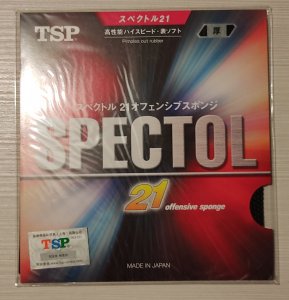 スペクトル21
TSP
高性能ハイスピード・表ソフト
Pimples out rubber
厚
スペクトル 21オフェンシブスポンジ
SPECTOL
21 offensive sponge
TSP
MADE IN JAPAN